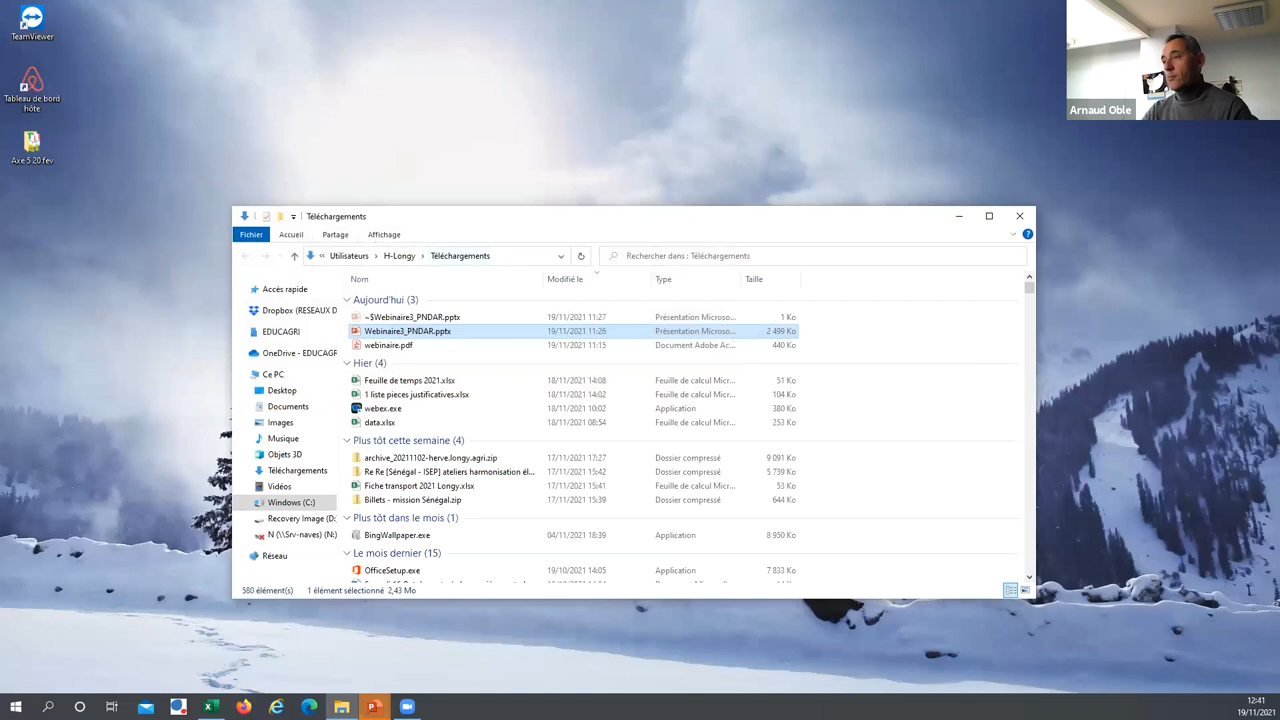 TeamViewer
Tableau de bord
hôte
Axe 5 20 fev
Arnaud Oble
Téléchargements
Fichier Accueil Partage Affichage
« Utilisateurs > H-Longy > Téléchargements
Rechercher dans : Téléchargements
Nom Modifié le Type Taille
Accès rapide
Dropbox (RESEAUX D
EDUCAGRI
OneDrive - EDUCAGR
Ce PC
Desktop
Documents
Images
Musique
Objets 3D
Téléchargements
Vidéos
Windows (C:)
Recovery Image (D:
N (\\Srv-naves) (N:)
Réseau
Aujourd'hui (3)
~$Webinaire3_PNDAR.pptx 19/11/2021 11:27 Présentation Microso... 1 Ko
Webinaire3_PNDAR.pptx 19/11/2021 11:26 Présentation Microso... 2 499 Ko
webinaire.pdf 19/11/2021 11:15 Document Adobe Ac... 440 Ko
Hier (4)
Feuille de temps 2021.xlsx 18/11/2021 14:08 Feuille de calcul Micr... 51 Ko
1 liste pieces justificatives.xlsx 18/11/2021 14:02 Feuille de calcul Micr... 104 Ko
webex.exe 18/11/2021 10:02 Application 380 Ko
data.xlsx 18/11/2021 08:54 Feuille de calcul Micr... 253 Ko
Plus tôt cette semaine (4)
archive_20211102-herve.longy.agri.zip 17/11/2021 17:27 Dossier compressé 9 091 Ko
Re Re [Sénégal - ISEP] ateliers harmonisation él... 17/11/2021 15:42 Dossier compressé 5 739 Ko
Fiche transport 2021 Longy.xlsx 17/11/2021 15:41 Feuille de calcul Micr... 53 Ko
Billets - mission Sénégal.zip 17/11/2021 15:39 Dossier compressé 644 Ko
Plus tôt dans le mois (1)
BingWallpaper.exe 04/11/2021 18:39 Application 8 950 Ko
Le mois dernier (15)
OfficeSetup.exe 19/10/2021 14:05 Application 7 833 Ko
580 élément(s) 1 élément sélectionné 2,43 Mo
12:41
19/11/2021